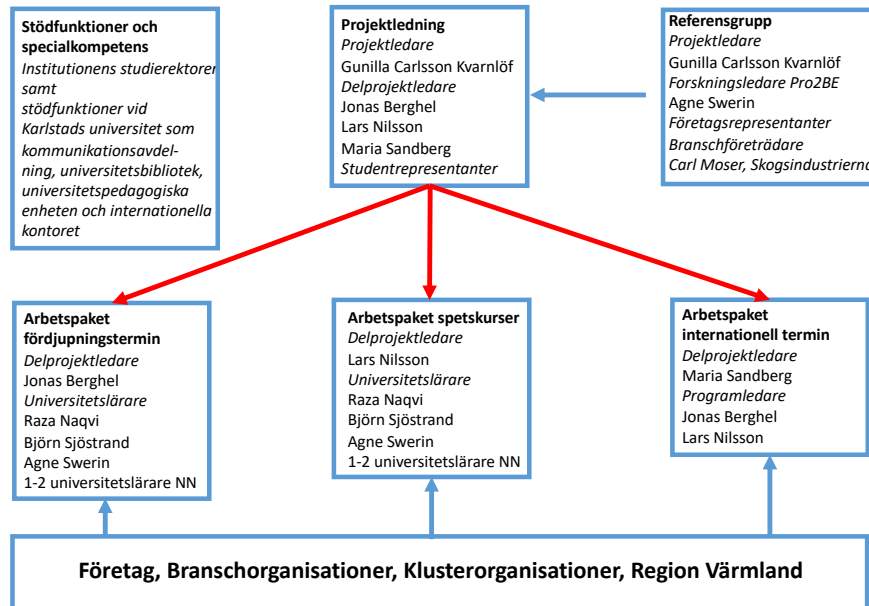 Stödfunktioner och
specialkompetens
Institutionens studierektorer
samt
stödfunktioner vid
Karlstads universitet som
kommunikationsavdel-
ning, universitetsbibliotek,
universitetspedagogiska
enheten och internationella
kontoret
Projektledning
Projektledare
Gunilla Carlsson Kvarnlöf
Delprojektledare
Jonas Berghel
Lars Nilsson
Maria Sandberg
Studentrepresentanter
Referensgrupp
Projektledare
Gunilla Carlsson Kvarnlöf
Forskningsledare Pro2BE
Agne Swerin
Företagsrepresentanter
Branschföreträdare
Carl Moser, Skogsindustrierna
Arbetspaket
fördjupningstermin
Delprojektledare
Jonas Berghel
Universitetslärare
Raza Naqvi
Björn Sjöstrand
Agne Swerin
1-2 universitetslärare NN
Arbetspaket spetskurser
Delprojektledare
Lars Nilsson
Universitetslärare
Raza Naqvi
Björn Sjöstrand
Agne Swerin
1-2 universitetslärare NN
Arbetspaket
internationell termin
Delprojektledare
Maria Sandberg
Programledare
Jonas Berghel
Lars Nilsson
Företag, Branschorganisationer, Klusterorganisationer, Region Värmland